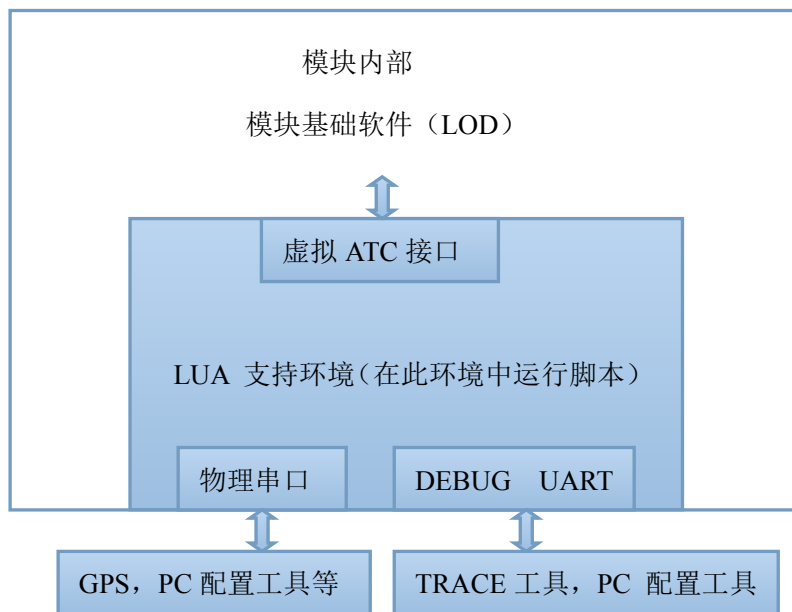 模块内部
模块基础软件（LOD）
虚拟 ATC 接口
LUA 支持环境（在此环境中运行脚本）
物理串口
DEBUG UART
GPS，PC 配置工具等
TRACE 工具，PC 配置工具